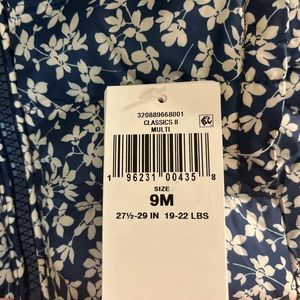 320889668001
CLASSICS II
MULTI
1 96231 00435 8
SIZE
9M
27½-29 IN 19-22 LBS